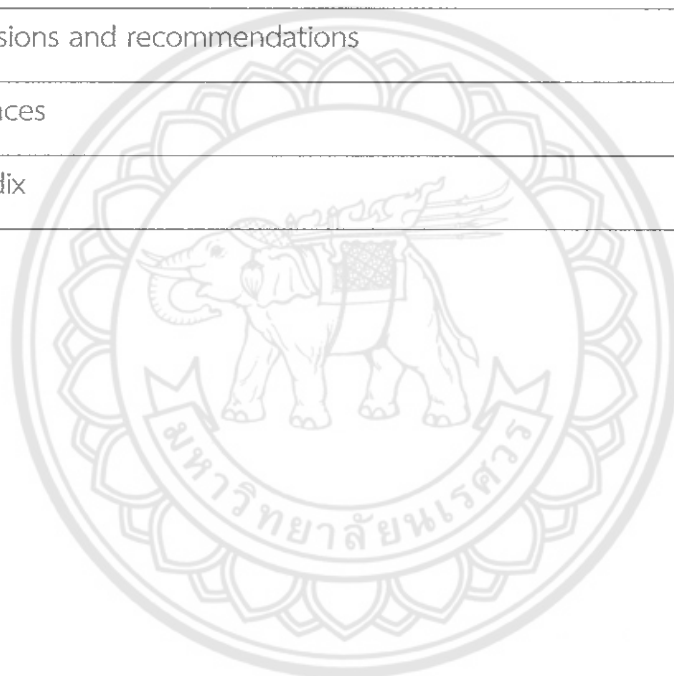 sions and recommendations
nces
dix
มหาวิทยาลัยนเรศวร